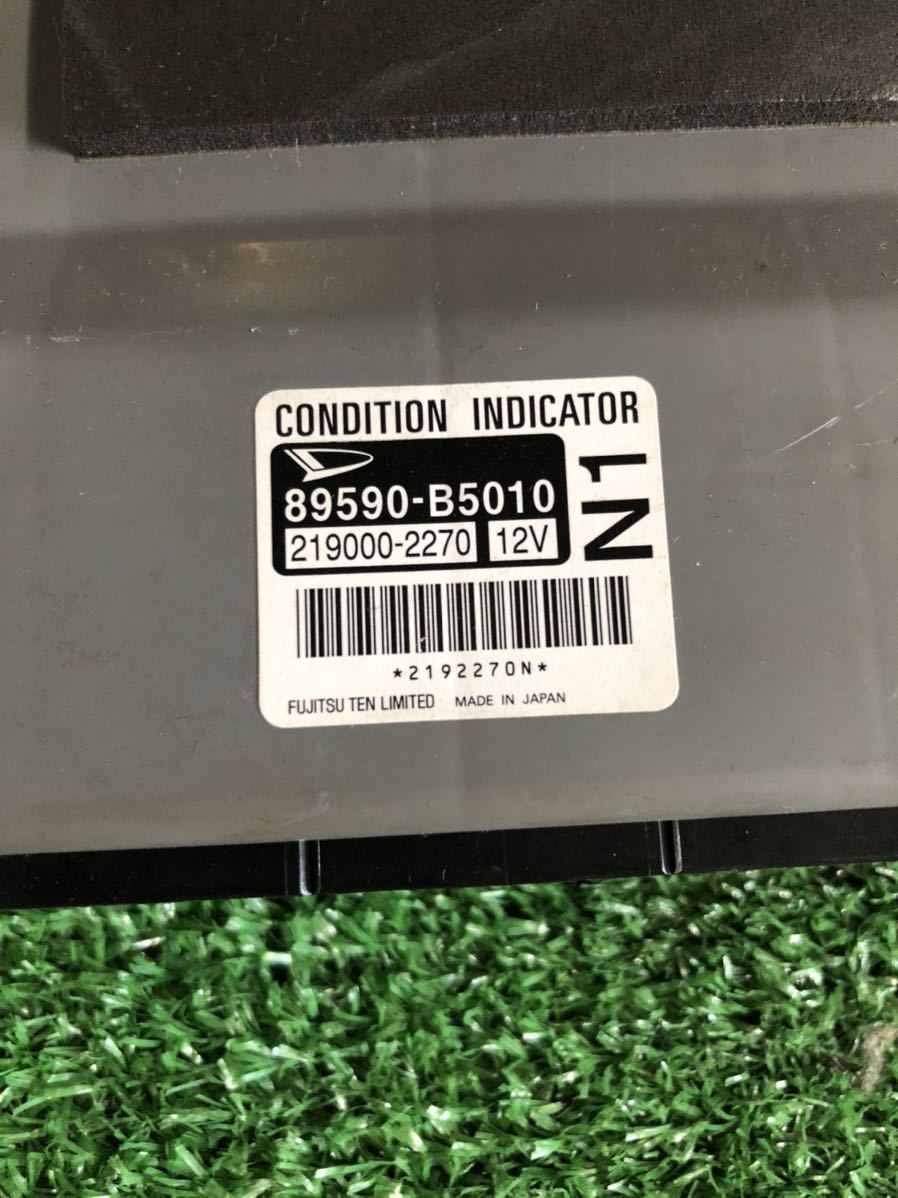 CONDITION INDICATOR
89590-B5010
219000-2270 12V
N1
*2192270N*
FUJITSU TEN LIMITED MADE IN JAPAN